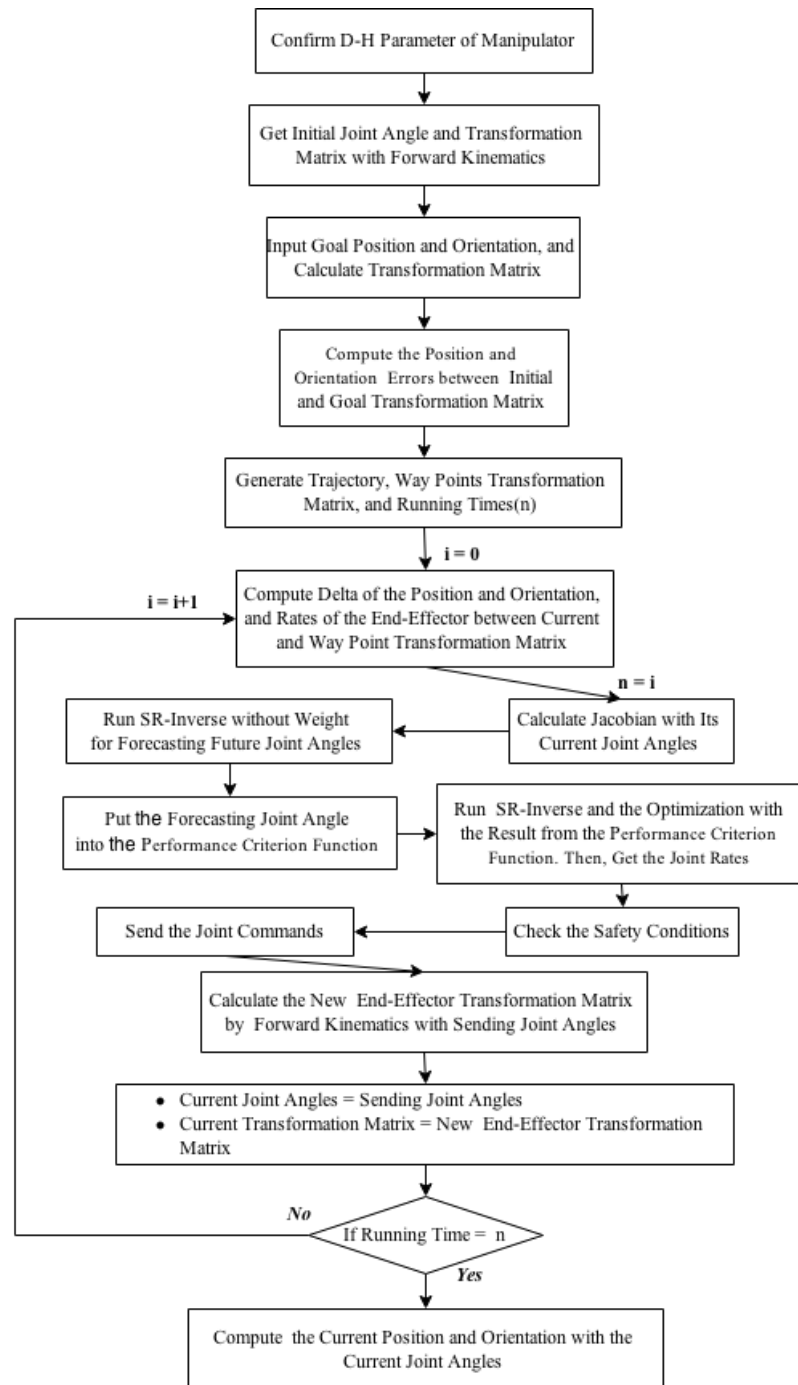 Confirm D-H Parameter of Manipulator
Get Initial Joint Angle and Transformation
Matrix with Forward Kinematics
Input Goal Position and Orientation, and
Calculate Transformation Matrix
Compute the Position and
Orientation Errors between Initial
and Goal Transformation Matrix
Generate Trajectory, Way Points Transformation
Matrix, and Running Times(n)
i = 0
i = i+1
Compute Delta of the Position and Orientation,
and Rates of the End-Effector between Current
and Way Point Transformation Matrix
n = i
Calculate Jacobian with Its
Current Joint Angles
Run SR-Inverse without Weight
for Forecasting Future Joint Angles
Put the Forecasting Joint Angle
into the Performance Criterion Function
Run SR-Inverse and the Optimization with
the Result from the Performance Criterion
Function. Then, Get the Joint Rates
Check the Safety Conditions
Send the Joint Commands
Calculate the New End-Effector Transformation Matrix
by Forward Kinematics with Sending Joint Angles
• Current Joint Angles = Sending Joint Angles
• Current Transformation Matrix = New End-Effector Transformation
Matrix
No
If Running Time = n
Yes
Compute the Current Position and Orientation with the
Current Joint Angles